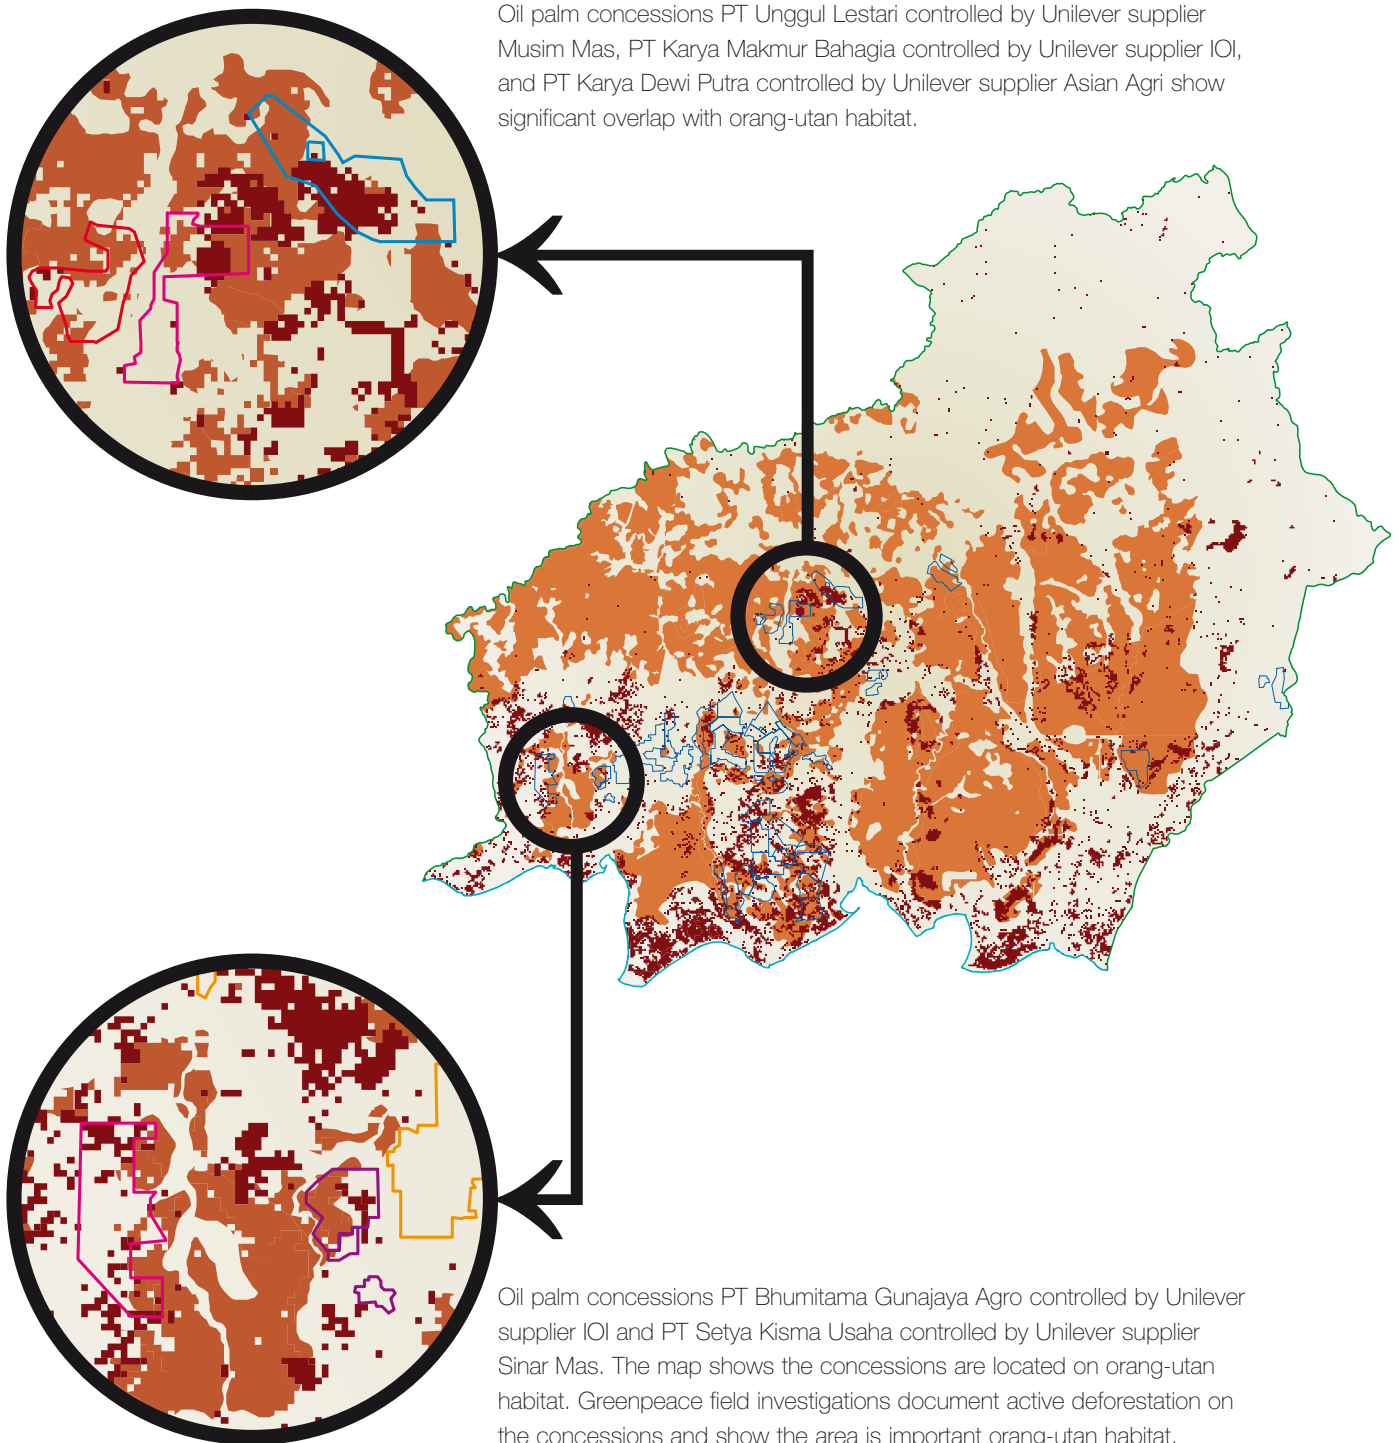 Oil palm concessions PT Unggul Lestari controlled by Unilever supplier
Musim Mas, PT Karya Makmur Bahagia controlled by Unilever supplier IOI,
and PT Karya Dewi Putra controlled by Unilever supplier Asian Agri show
significant overlap with orang-utan habitat.
Oil palm concessions PT Bhumitama Gunajaya Agro controlled by Unilever
supplier IOI and PT Setya Kisma Usaha controlled by Unilever supplier
Sinar Mas. The map shows the concessions are located on orang-utan
habitat. Greenpeace field investigations document active deforestation on
the concessions and show the area is important orang-utan habitat.